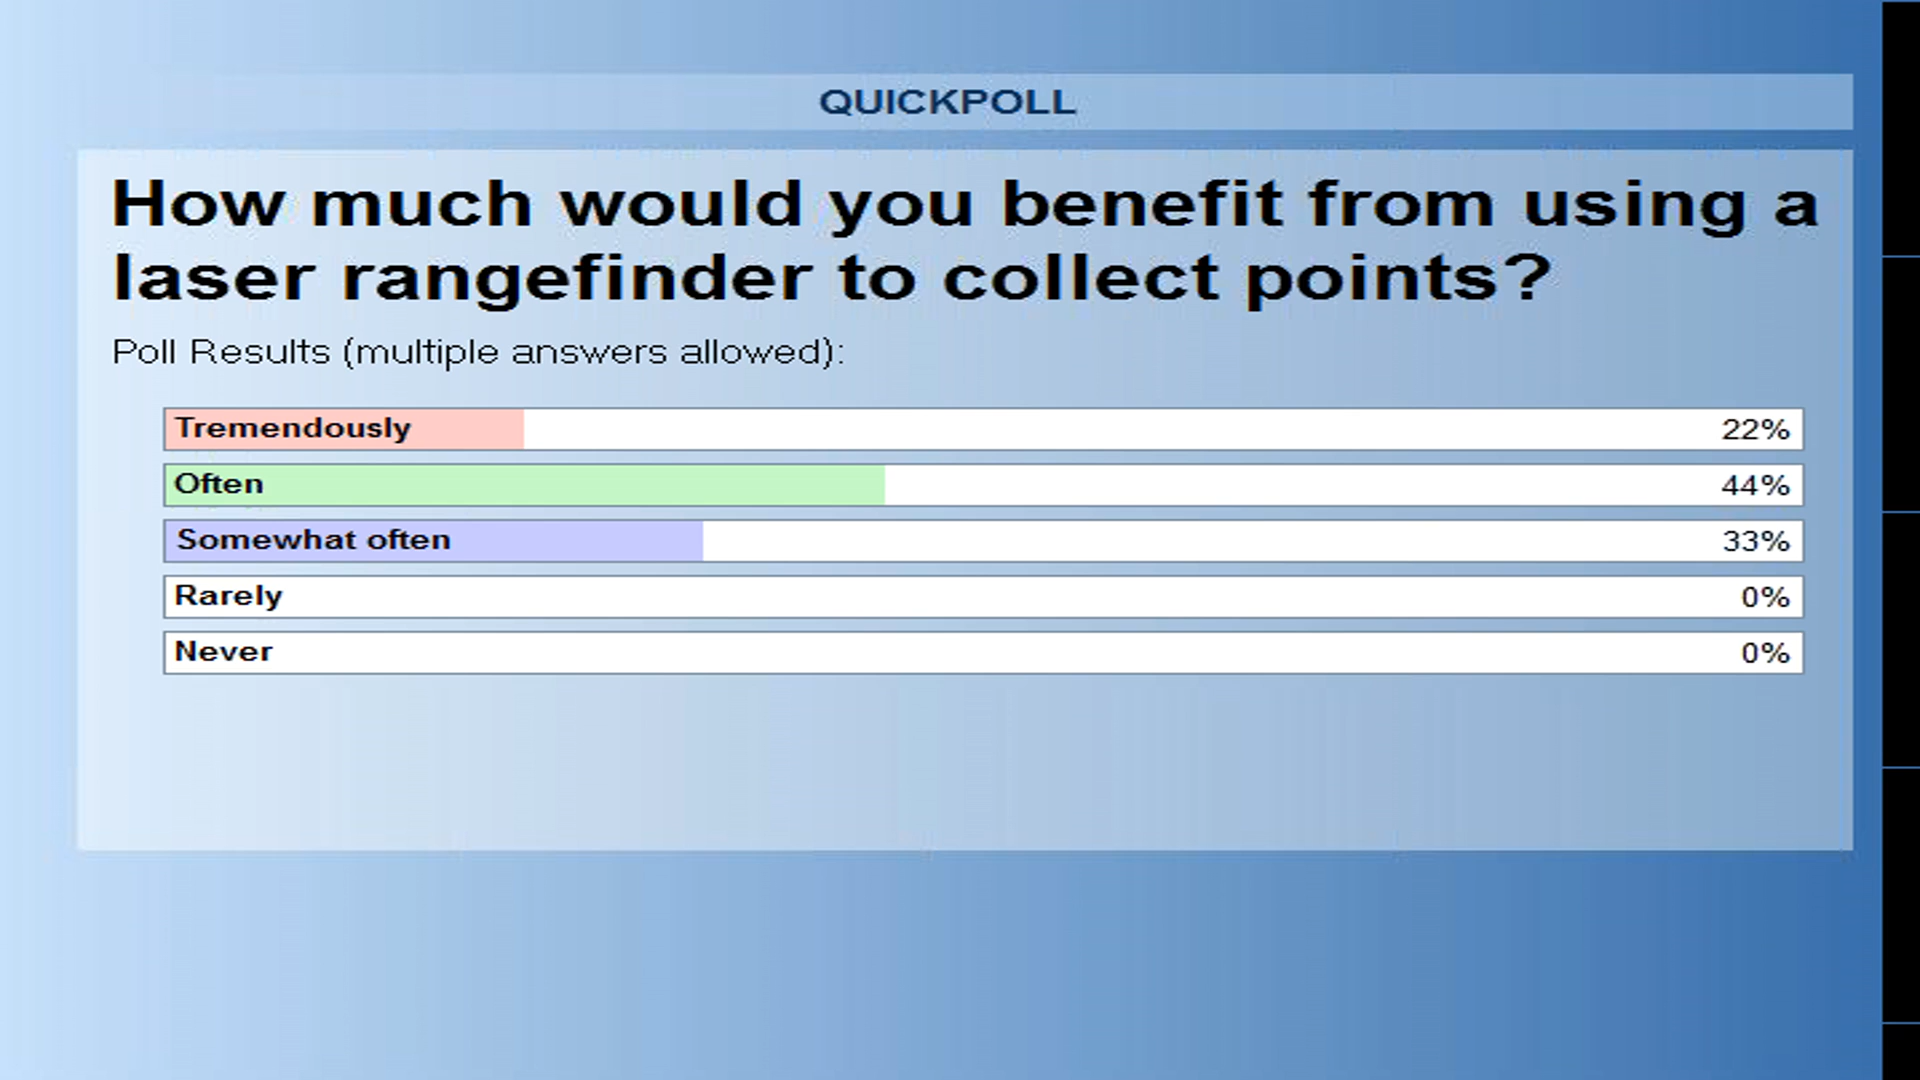 QUICKPOLL
How much would you benefit from using a
laser rangefinder to collect points?
Poll Results (multiple answers allowed):
Tremendously 22%
Often 44%
Somewhat often 33%
Rarely 0%
Never 0%